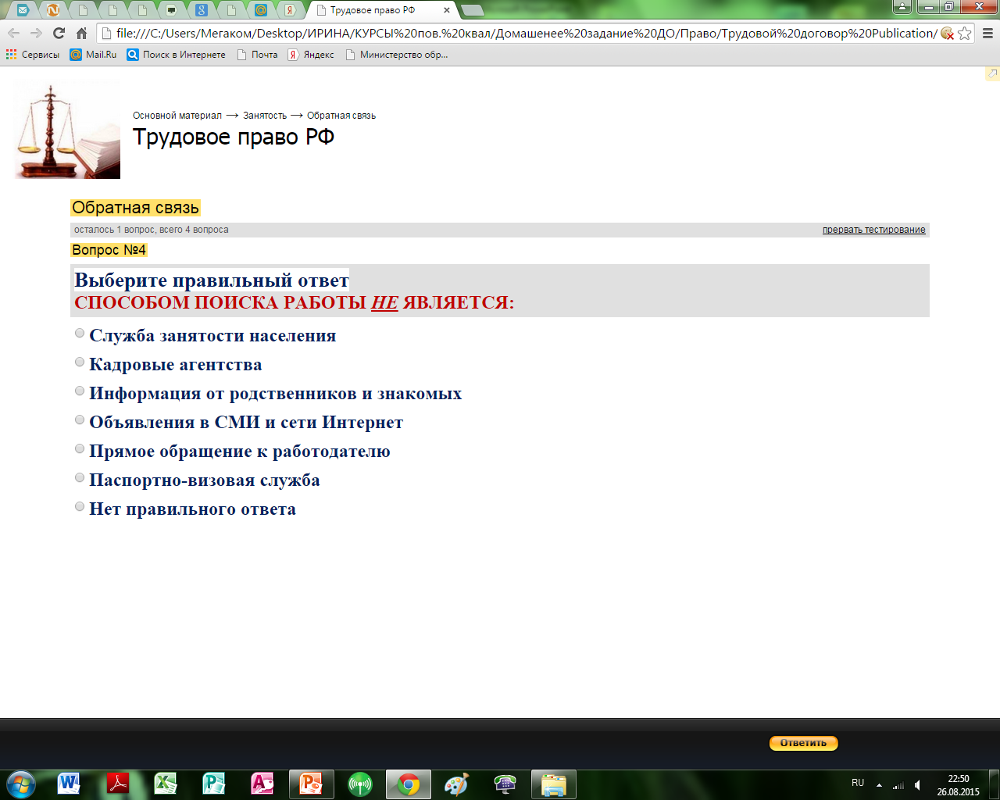 Трудовое право РФ
file:///C:/Users/Мегаком/Desktop/ИРИНА/КУРСЫ%20пов.%20квал/Домашенее%20задание%20ДО/Право/Трудовой%20договор%20Publication/
Сервисы Mail.Ru Поиск в Интернете Почта Яндекс Министерство обр...
Основной материал → Занятость → Обратная связь
Трудовое право РФ
Обратная связь
осталось 1 вопрос, всего 4 вопроса прервать тестирование
Вопрос №4
Выберите правильный ответ
СПОСОБОМ ПОИСКА РАБОТЫ НЕ ЯВЛЯЕТСЯ:
Служба занятости населения
Кадровые агентства
Информация от родственников и знакомых
Объявления в СМИ и сети Интернет
Прямое обращение к работодателю
Паспортно-визовая служба
Нет правильного ответа
Ответить
RU 22:50
26.08.2015